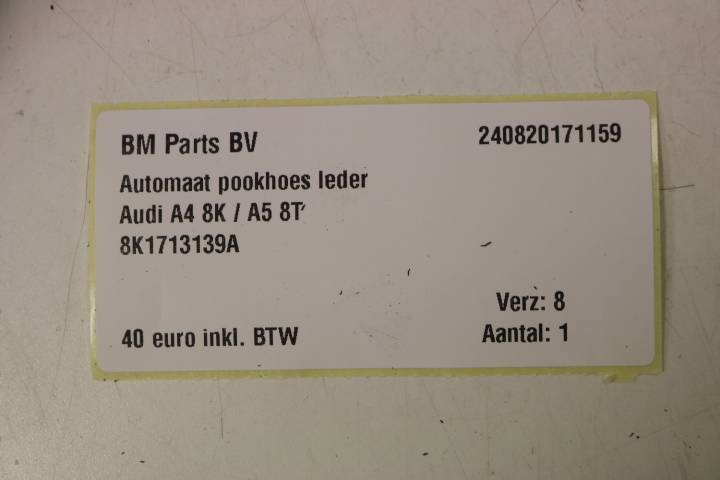 BM Parts BV
240820171159
Automaat pookhoes leder
Audi A4 8K / A5 8T
8K1713139A
Verz: 8
40 euro inkl. BTW
Aantal: 1